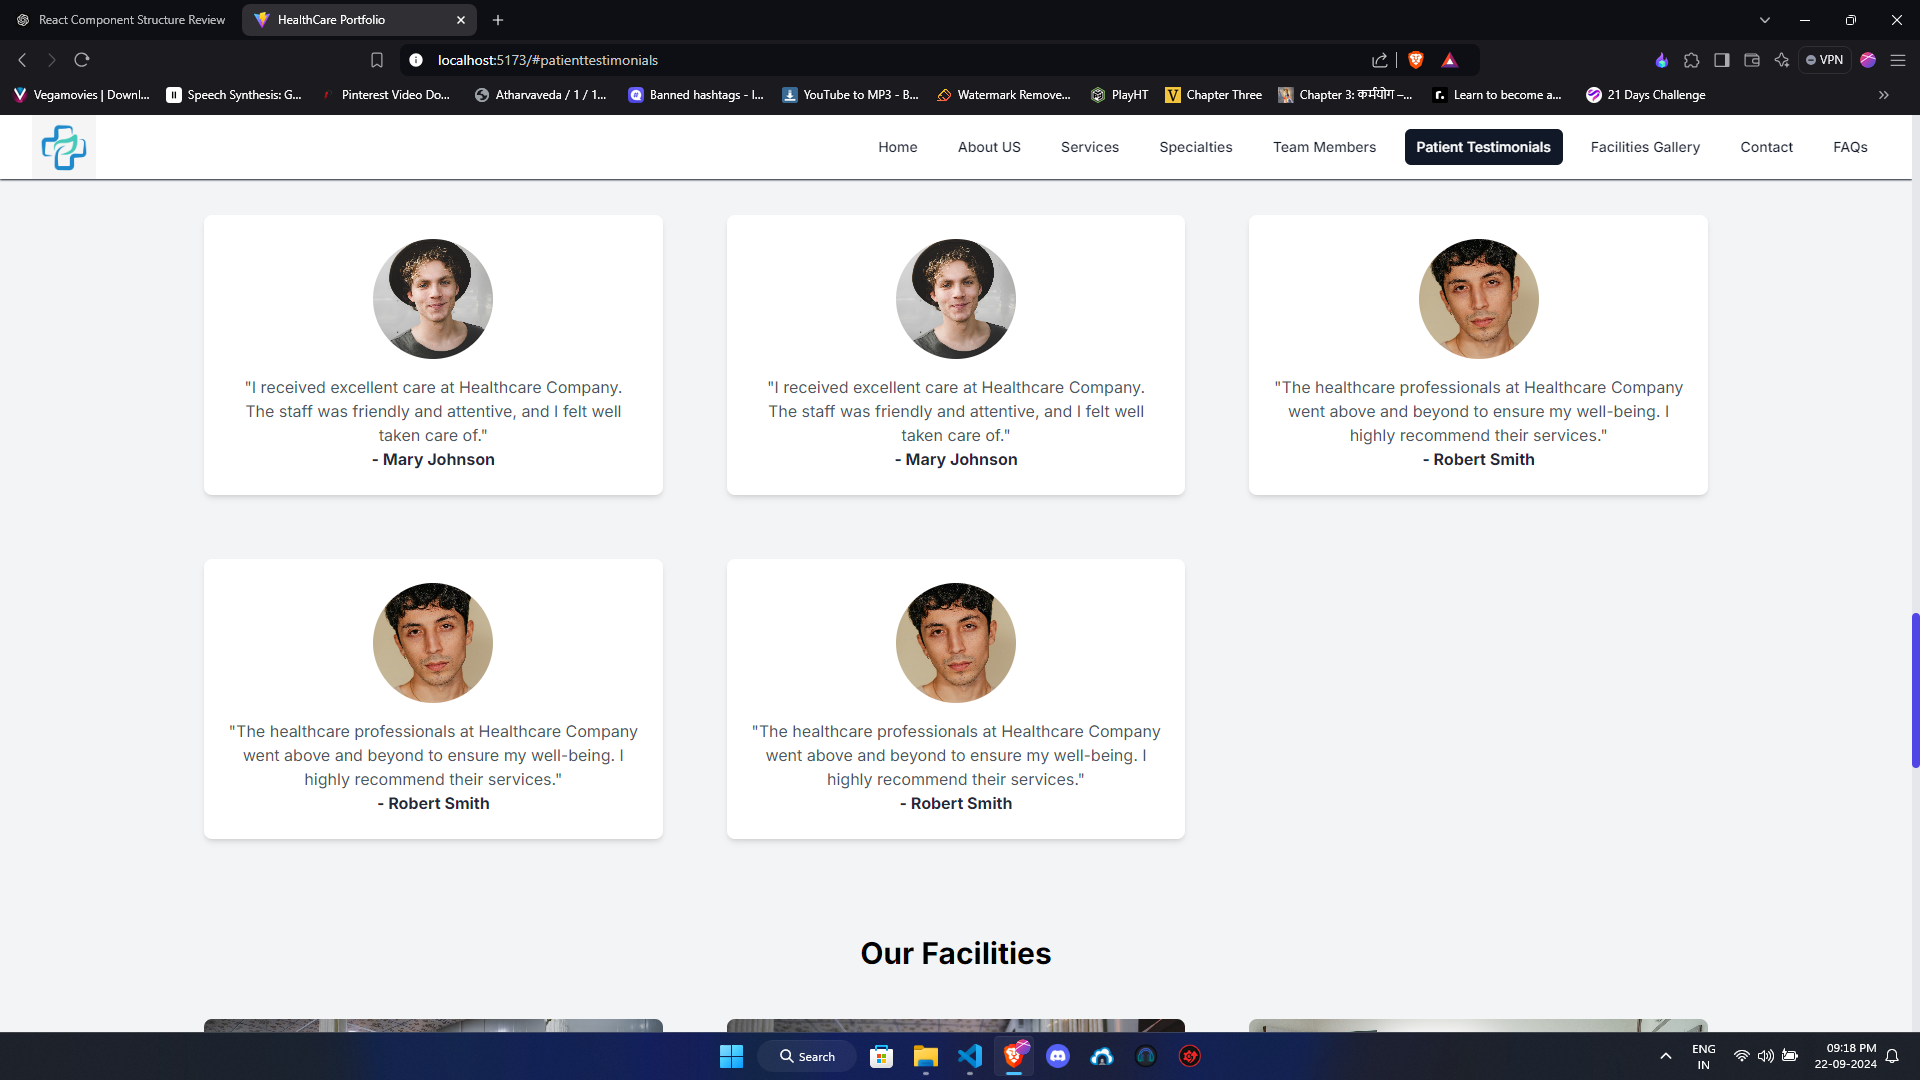 React Component Structure Review
HealthCare Portfolio
localhost:5173/#patienttestimonials
VPN
Vegamovies | Downl...
Speech Synthesis: G...
Pinterest Video Do...
Atharvaveda / 1 / 1...
Banned hashtags - I...
YouTube to MP3 - B...
Watermark Remove...
PlayHT
Chapter Three
Chapter 3: कर्मयोग –...
Learn to become a...
21 Days Challenge
Home
About US
Services
Specialties
Team Members
Patient Testimonials
Facilities Gallery
Contact
FAQs
"I received excellent care at Healthcare Company.
The staff was friendly and attentive, and I felt well
taken care of."
- Mary Johnson
"I received excellent care at Healthcare Company.
The staff was friendly and attentive, and I felt well
taken care of."
- Mary Johnson
"The healthcare professionals at Healthcare Company
went above and beyond to ensure my well-being. I
highly recommend their services."
- Robert Smith
"The healthcare professionals at Healthcare Company
went above and beyond to ensure my well-being. I
highly recommend their services."
- Robert Smith
"The healthcare professionals at Healthcare Company
went above and beyond to ensure my well-being. I
highly recommend their services."
- Robert Smith
Our Facilities
Search
ENG
IN
09:18 PM
22-09-2024